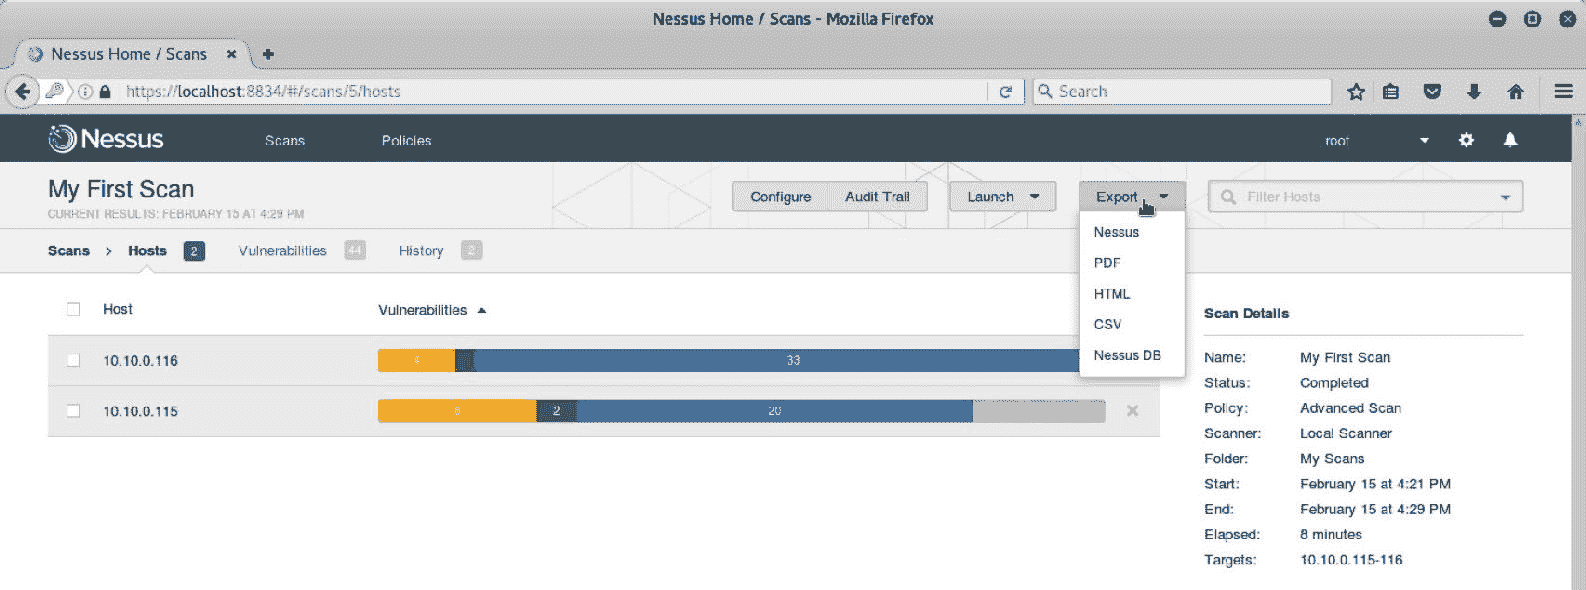 Nessus Home / Scans - Mozilla Firefox
Nessus Home / Scans
https://localhost:8834/#/scans/5/hosts
Search
Nessus Scans Policies root
My First Scan
CURRENT RESULTS: FEBRUARY 15 AT 4:29 PM
Configure Audit Trail Launch Export Filter Hosts
Nessus
PDF
HTML
CSV
Nessus DB
Scans > Hosts 2 Vulnerabilities 44 History 2
Host Vulnerabilities
10.10.0.116 33
10.10.0.115 2 20
Scan Details
Name: My First Scan
Status: Completed
Policy: Advanced Scan
Scanner: Local Scanner
Folder: My Scans
Start: February 15 at 4:21 PM
End: February 15 at 4:29 PM
Elapsed: 8 minutes
Targets: 10.10.0.115-116